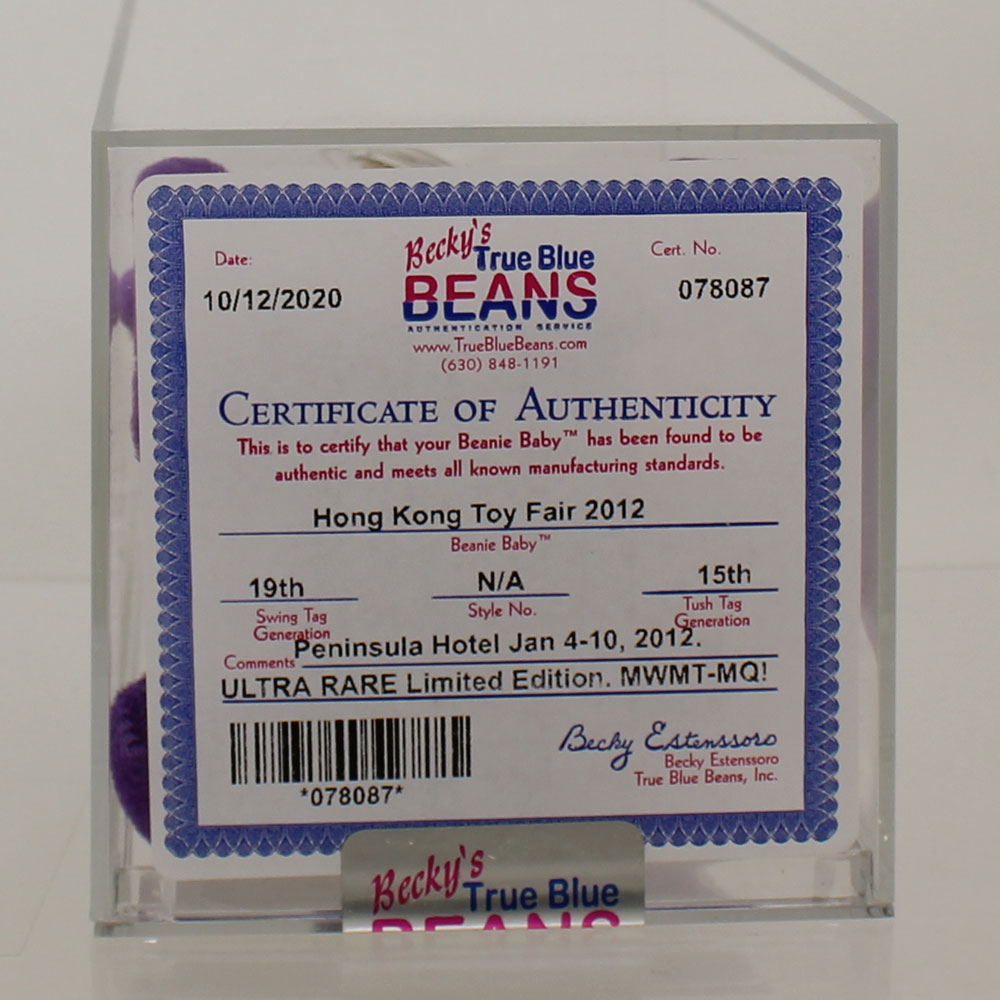 Date:
10/12/2020
Becky's
True Blue
BEANS
AUTHENTICATION SERVICE
www.TrueBlueBeans.com
(630) 848-1191
Cert. No.
078087
CERTIFICATE OF AUTHENTICITY
This is to certify that your Beanie Baby™ has been found to be
authentic and meets all known manufacturing standards.
Hong Kong Toy Fair 2012
Beanie Baby™
19th
Swing Tag
Generation
N/A
Style No.
15th
Tush Tag
Generation
Peninsula Hotel Jan 4-10, 2012.
Comments
ULTRA RARE Limited Edition. MWMT-MQ!
*078087*
Becky Estenssoro
Becky Estenssoro
True Blue Beans, Inc.
Becky's
True Blue
BEANS